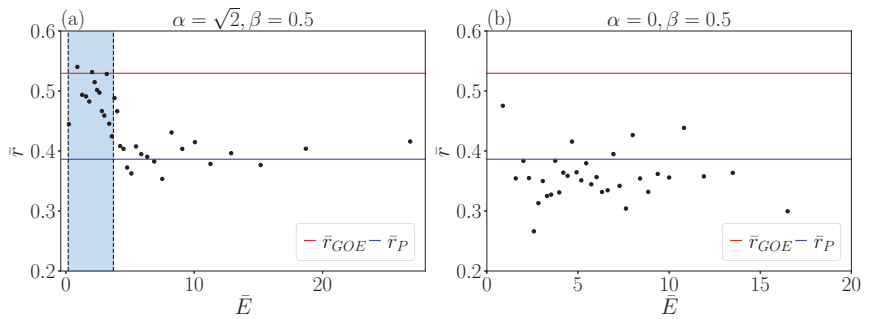 (a) α = √2, β = 0.5
0.6
0.5
0.4
0.3
0.2
r̄
0 10 20
Ē
r̄_GOE r̄_P
(b) α = 0, β = 0.5
0.6
0.5
0.4
0.3
0.2
r̄
0 5 10 15 20
Ē
r̄_GOE r̄_P